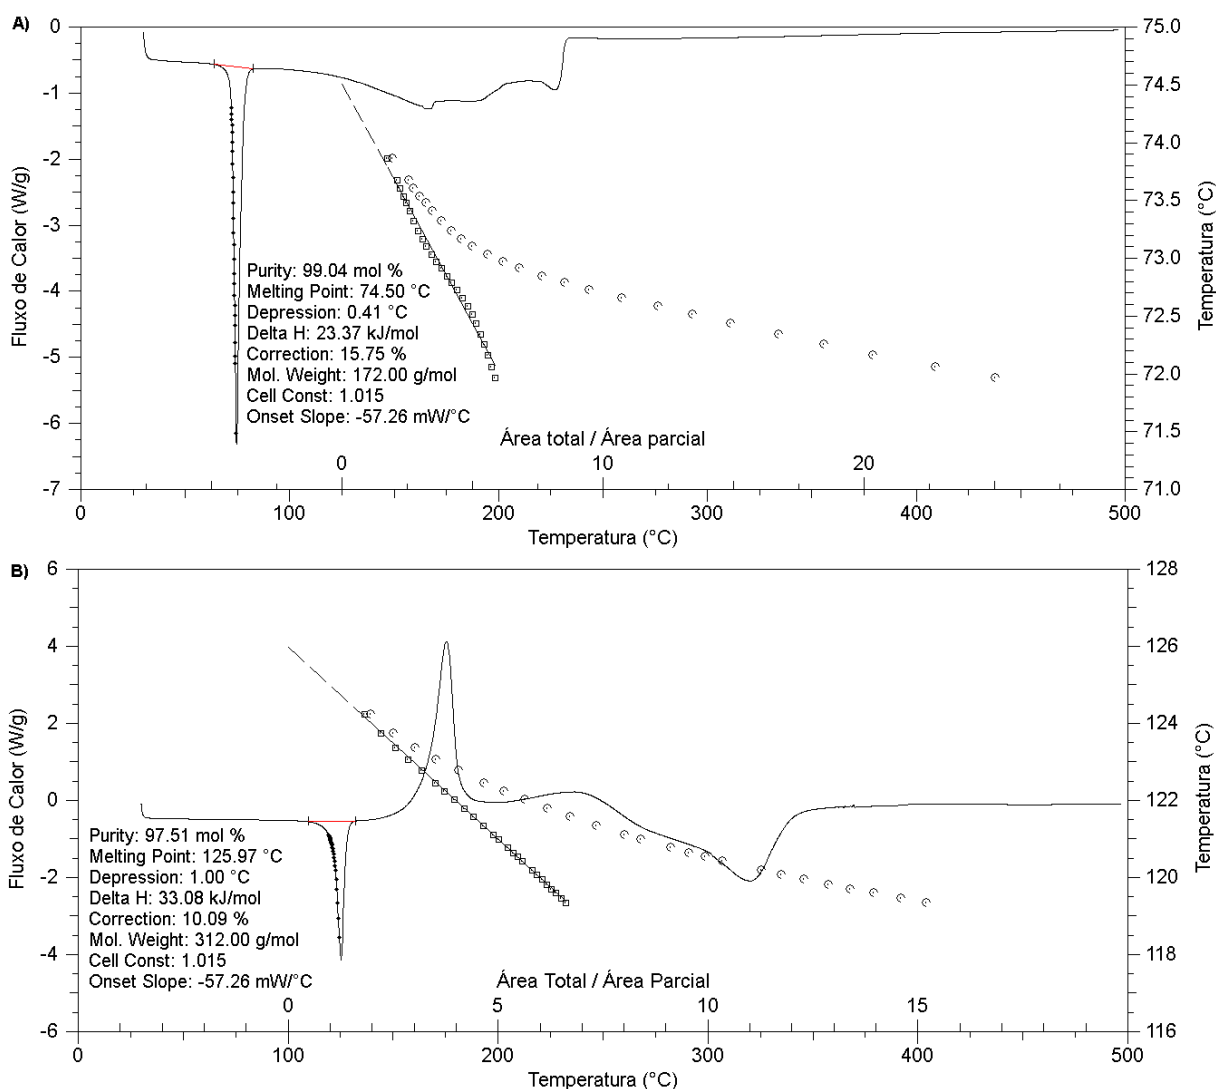 A)
0
-1
-2
-3
-4
-5
-6
-7
Fluxo de Calor (W/g)
75.0
74.5
74.0
73.5
73.0
72.5
72.0
71.5
71.0
Temperatura (°C)
Purity: 99.04 mol %
Melting Point: 74.50 °C
Depression: 0.41 °C
Delta H: 23.37 kJ/mol
Correction: 15.75 %
Mol. Weight: 172.00 g/mol
Cell Const: 1.015
Onset Slope: -57.26 mW/°C
Área total / Área parcial
0 10 20
0 100 200 300 400 500
Temperatura (°C)
B)
6
4
2
0
-2
-4
-6
Fluxo de Calor (W/g)
128
126
124
122
120
118
116
Temperatura (°C)
Purity: 97.51 mol %
Melting Point: 125.97 °C
Depression: 1.00 °C
Delta H: 33.08 kJ/mol
Correction: 10.09 %
Mol. Weight: 312.00 g/mol
Cell Const: 1.015
Onset Slope: -57.26 mW/°C
Área Total / Área Parcial
0 5 10 15
0 100 200 300 400 500
Temperatura (°C)